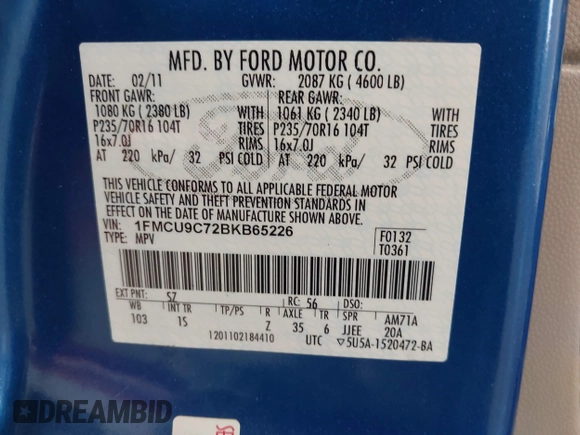 MFD. BY FORD MOTOR CO.
DATE: 02/11 GVWR: 2087 KG ( 4600 LB)
FRONT GAWR: REAR GAWR:
1080 KG ( 2380 LB) WITH 1061 KG ( 2340 LB) WITH
P235/70R16 104T TIRES P235/70R16 104T TIRES
16x7.0J RIMS 16x7.0J RIMS
AT 220 kPa/ 32 PSI COLD AT 220 kPa/ 32 PSI COLD
THIS VEHICLE CONFORMS TO ALL APPLICABLE FEDERAL MOTOR
VEHICLE SAFETY AND THEFT PREVENTION STANDARDS IN
EFFECT ON THE DATE OF MANUFACTURE SHOWN ABOVE.
VIN: 1FMCU9C72BKB65226
TYPE: MPV
F0132
T0361
EXT PNT: SZ RC: 56 DSO:
WB INT TR TP/PS R AXLE TR SPR AM71A
103 1S Z 35 6 JJEE 20A
1201102184410 UTC ▽5U5A-1520472-BA
Ford
DREAMBID